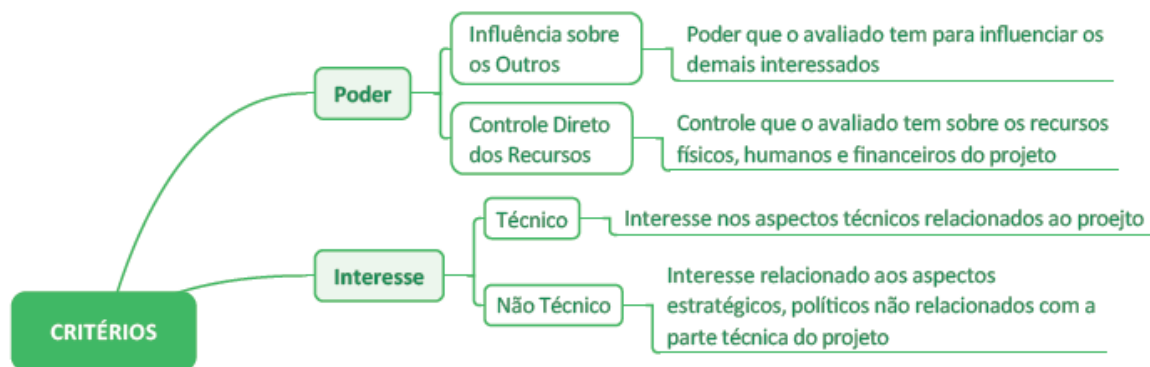 CRITÉRIOS
Poder
Influência sobre
os Outros
Poder que o avaliado tem para influenciar os
demais interessados
Controle Direto
dos Recursos
Controle que o avaliado tem sobre os recursos
físicos, humanos e financeiros do projeto
Interesse
Técnico
Interesse nos aspectos técnicos relacionados ao proejto
Não Técnico
Interesse relacionado aos aspectos
estratégicos, políticos não relacionados com a
parte técnica do projeto